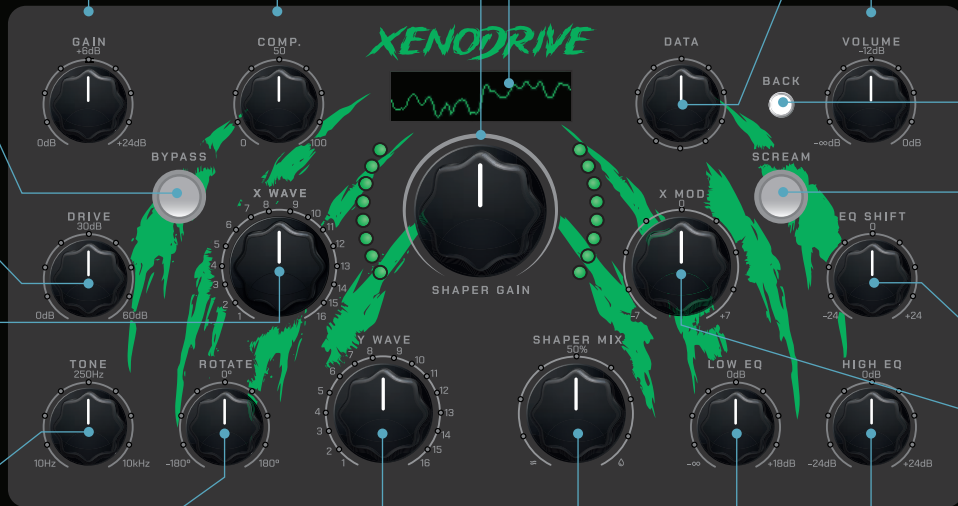 GAIN
+6dB
0dB
+24dB
COMP.
50
0
100
XENODRIVE
DATA
BACK
VOLUME
-12dB
-∞dB
0dB
BYPASS
SCREAM
DRIVE
30dB
0dB
60dB
X WAVE
1
2
3
4
5
6
7
8
9
10
11
12
13
14
15
16
SHAPER GAIN
X MOD
0
-7
+7
EQ SHIFT
0
-24
+24
TONE
250Hz
10Hz
10kHz
ROTATE
0°
-180°
180°
Y WAVE
1
2
3
4
5
6
7
8
9
10
11
12
13
14
15
16
SHAPER MIX
50%
LOW EQ
0dB
-∞
+18dB
HIGH EQ
0dB
-24dB
+24dB